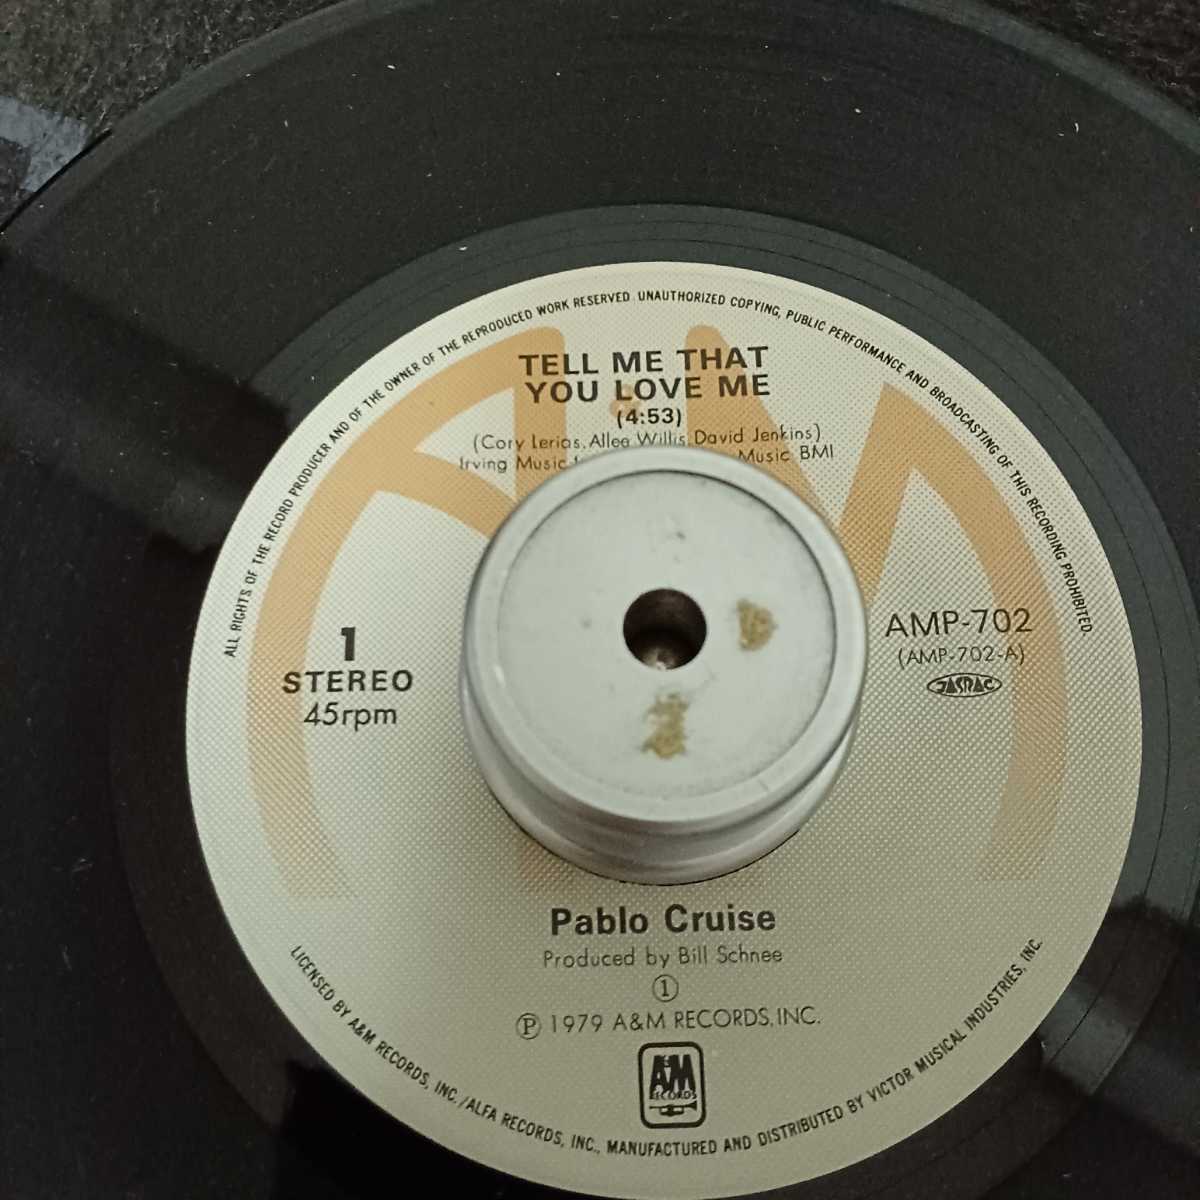 ALL RIGHTS OF THE RECORD PRODUCER AND OF THE OWNER OF THE REPRODUCED WORK RESERVED. UNAUTHORIZED COPYING, PUBLIC PERFORMANCE AND BROADCASTING OF THIS RECORDING PROHIBITED.
TELL ME THAT
YOU LOVE ME
(4:53)
(Cory Lerios, Allee Willis, David Jenkins)
Irving Music Music BMI
1
STEREO
45rpm
AMP-702
(AMP-702-A)
JASRAC
Pablo Cruise
Produced by Bill Schnee
①
Ⓟ 1979 A&M RECORDS, INC.
A&M
RECORDS
LICENSED BY A&M RECORDS, INC./ALFA RECORDS, INC., MANUFACTURED AND DISTRIBUTED BY VICTOR MUSICAL INDUSTRIES, INC.